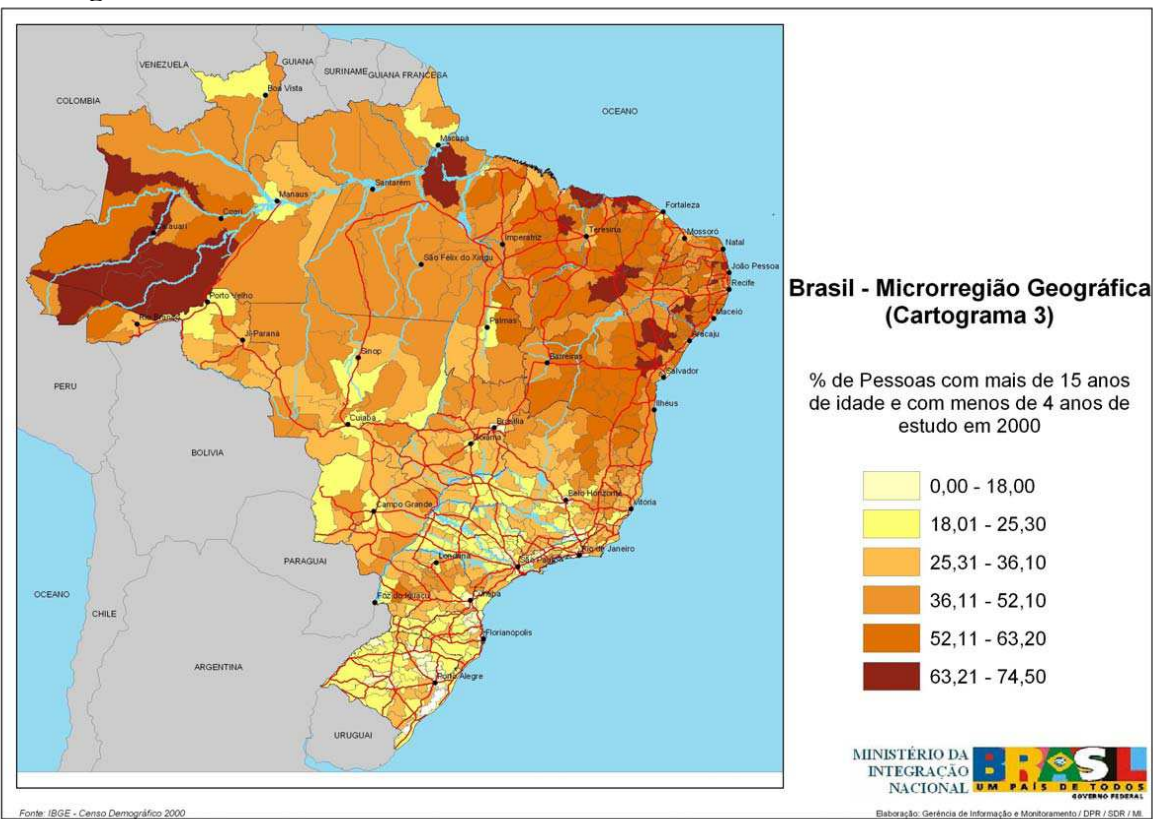 VENEZUELA
GUIANA
SURINAME
GUIANA FRANCESA
COLOMBIA
OCEANO
Boa Vista
Macapá
Santarém
Manaus
Coari
Carauari
Fortaleza
Teresina
Mossoró
Imperatriz
Natal
São Félix do Xingu
João Pessoa
Recife
Porto Velho
Palmas
Maceió
Aracaju
Ji-Paraná
Sinop
Barreiras
Salvador
PERU
Ilhéus
Cuiabá
Brasília
Goiânia
BOLIVIA
Belo Horizonte
Vitória
Campo Grande
Rio de Janeiro
PARAGUAI
Londrina
São Paulo
OCEANO
CHILE
Foz do Iguaçu
Curitiba
Florianópolis
ARGENTINA
Porto Alegre
URUGUAI
Brasil - Microrregião Geográfica
(Cartograma 3)
% de Pessoas com mais de 15 anos
de idade e com menos de 4 anos de
estudo em 2000
0,00 - 18,00
18,01 - 25,30
25,31 - 36,10
36,11 - 52,10
52,11 - 63,20
63,21 - 74,50
MINISTÉRIO DA
INTEGRAÇÃO
NACIONAL
BRASIL
UM PAÍS DE TODOS
GOVERNO FEDERAL
Fonte: IBGE - Censo Demográfico 2000
Elaboração: Gerência de Informação e Monitoramento / DPR / SDR / MI.